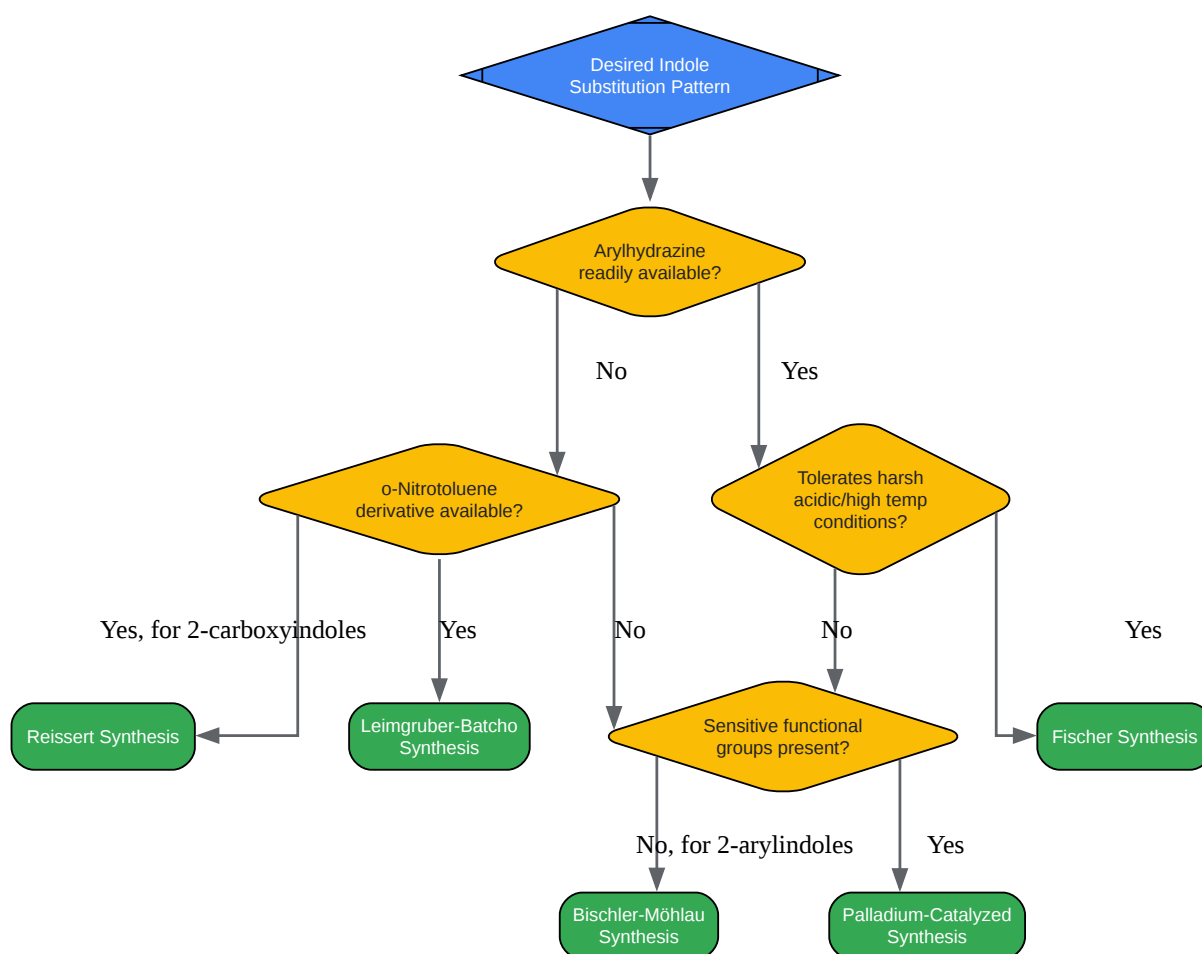 Desired Indole
Substitution Pattern
Arylhydrazine
readily available?
No
Yes
o-Nitrotoluene
derivative available?
Tolerates harsh
acidic/high temp
conditions?
Yes, for 2-carboxyindoles
Yes
No
No
Yes
Reissert Synthesis
Leimgruber-Batcho
Synthesis
Sensitive functional
groups present?
Fischer Synthesis
No, for 2-arylindoles
Yes
Bischler-Möhlau
Synthesis
Palladium-Catalyzed
Synthesis